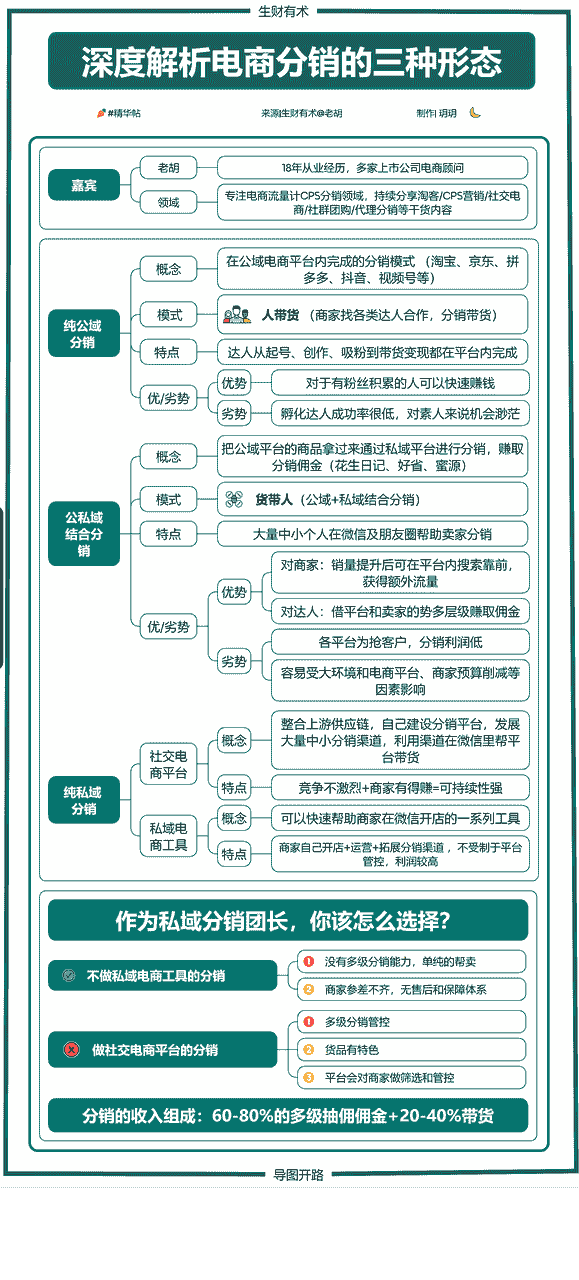 生财有术
深度解析电商分销的三种形态
#精华帖
来源|生财有术@老胡
制作| 玥玥
嘉宾
老胡
18年从业经历，多家上市公司电商顾问
领域
专注电商流量计CPS分销领域，持续分享淘客/CPS营销/社交电
商/社群团购/代理分销等干货内容
纯公域
分销
概念
在公域电商平台内完成的分销模式 （淘宝、京东、拼
多多、抖音、视频号等）
模式
人带货 （商家找各类达人合作，分销带货）
特点
达人从起号、创作、吸粉到带货变现都在平台内完成
优/劣势
优势
对于有粉丝积累的人可以快速赚钱
劣势
孵化达人成功率很低，对素人来说机会渺茫
公私域
结合分
销
概念
把公域平台的商品拿过来通过私域平台进行分销，赚取
分销佣金（花生日记、好省、蜜源）
模式
货带人（公域+私域结合分销）
特点
大量中小个人在微信及朋友圈帮助卖家分销
优/劣势
优势
对商家：销量提升后可在平台内搜索靠前，
获得额外流量
对达人：借平台和卖家的势多层级赚取佣金
劣势
各平台为抢客户，分销利润低
容易受大环境和电商平台、商家预算削减等
因素影响
纯私域
分销
社交电
商平台
概念
整合上游供应链，自己建设分销平台，发展
大量中小分销渠道，利用渠道在微信里帮平
台带货
特点
竞争不激烈+商家有得赚=可持续性强
私域电
商工具
概念
可以快速帮助商家在微信开店的一系列工具
特点
商家自己开店+运营+拓展分销渠道 ，不受制于平台
管控，利润较高
作为私域分销团长，你该怎么选择？
不做私域电商工具的分销
1 没有多级分销能力，单纯的帮卖
2 商家参差不齐，无售后和保障体系
做社交电商平台的分销
1 多级分销管控
2 货品有特色
3 平台会对商家做筛选和管控
分销的收入组成：60-80%的多级抽佣佣金+20-40%带货
导图开路